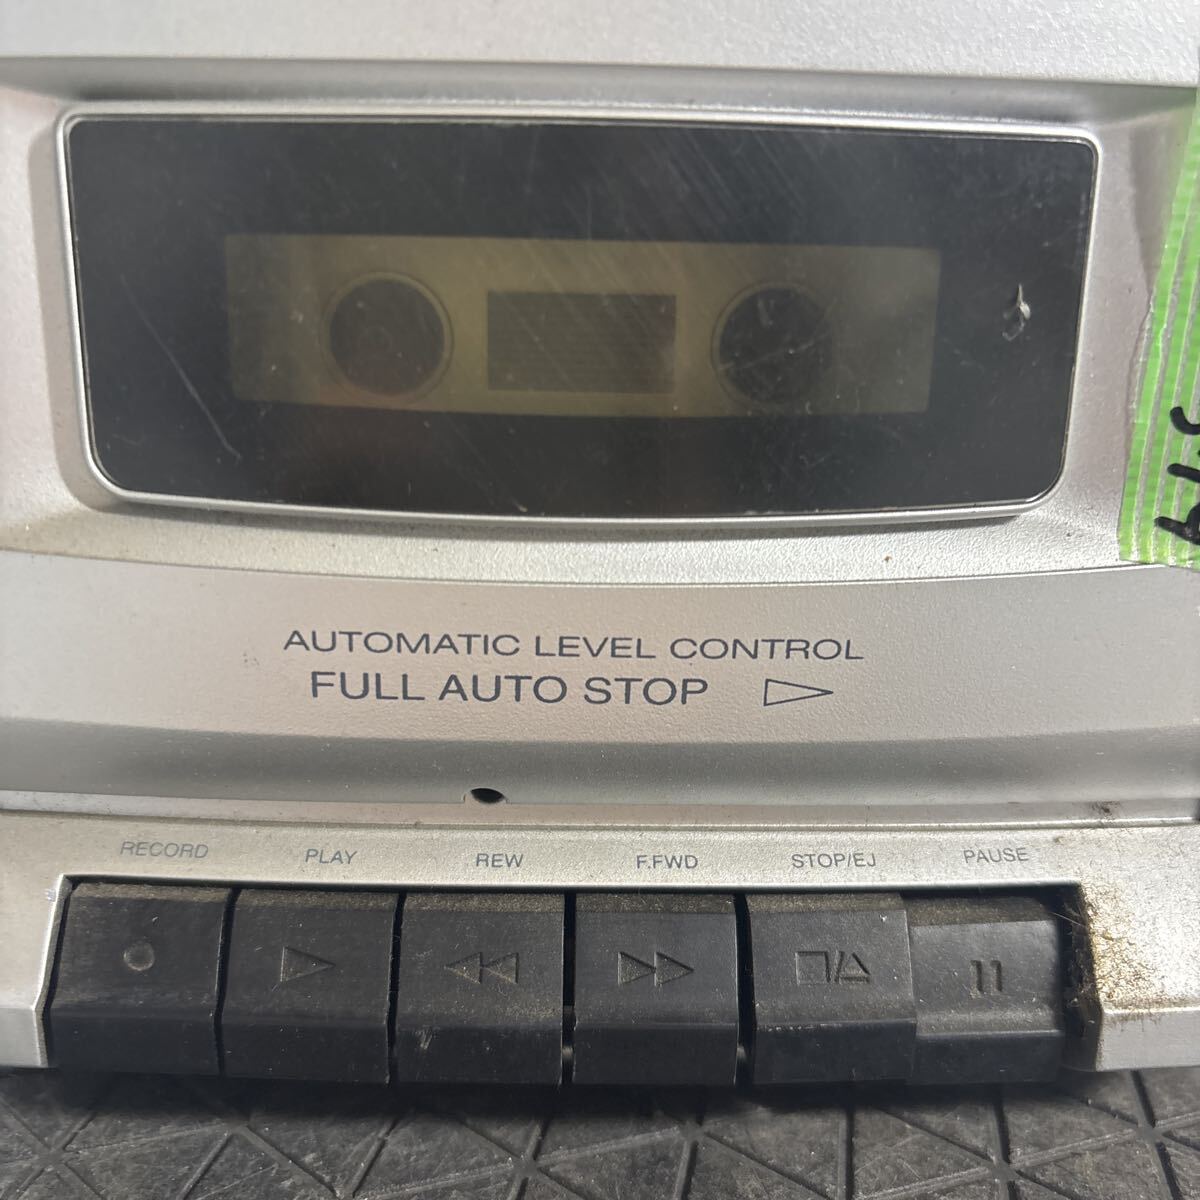 AUTOMATIC LEVEL CONTROL
FULL AUTO STOP
RECORD PLAY REW F.FWD STOP/EJ PAUSE